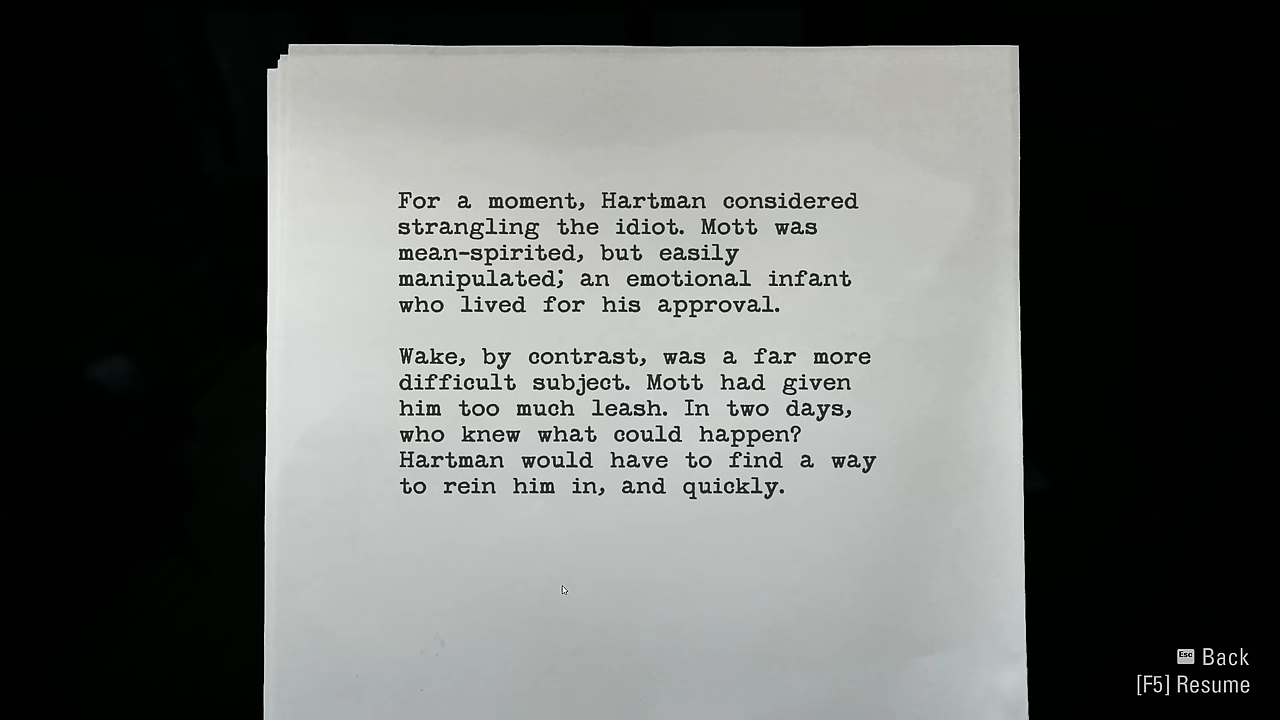 For a moment, Hartman considered
strangling the idiot. Mott was
mean-spirited, but easily
manipulated; an emotional infant
who lived for his approval.
Wake, by contrast, was a far more
difficult subject. Mott had given
him too much leash. In two days,
who knew what could happen?
Hartman would have to find a way
to rein him in, and quickly.
Esc Back
[F5] Resume